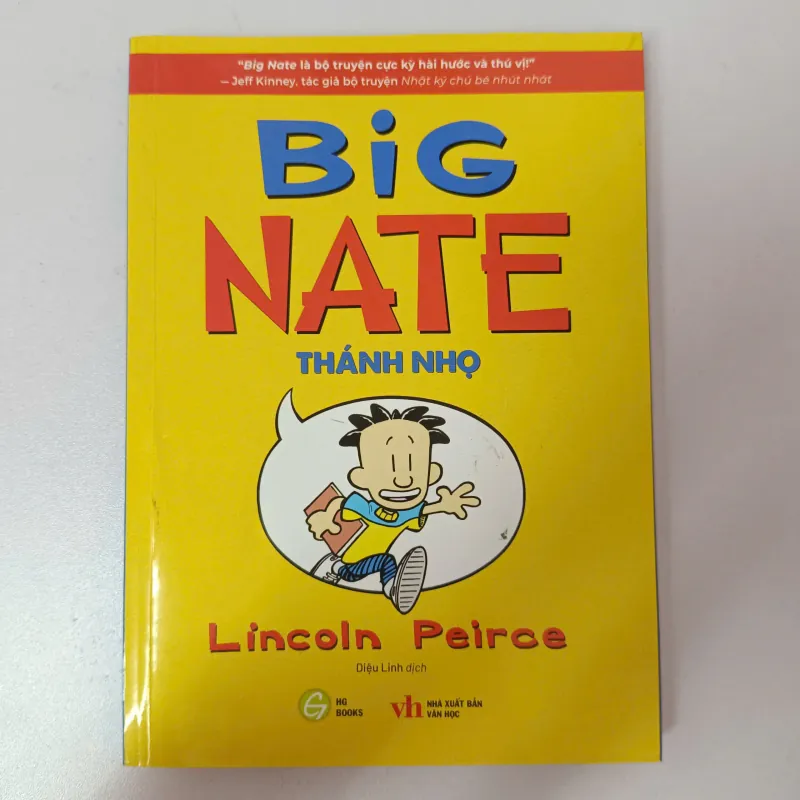 "Big Nate là bộ truyện cực kỳ hài hước và thú vị!"
— Jeff Kinney, tác giả bộ truyện Nhật ký chú bé nhút nhát
BiG
NATE
THÁNH NHỌ
Lincoln Peirce
Diệu Linh dịch
G
HG
BOOKS
vh
NHÀ XUẤT BẢN
VĂN HỌC